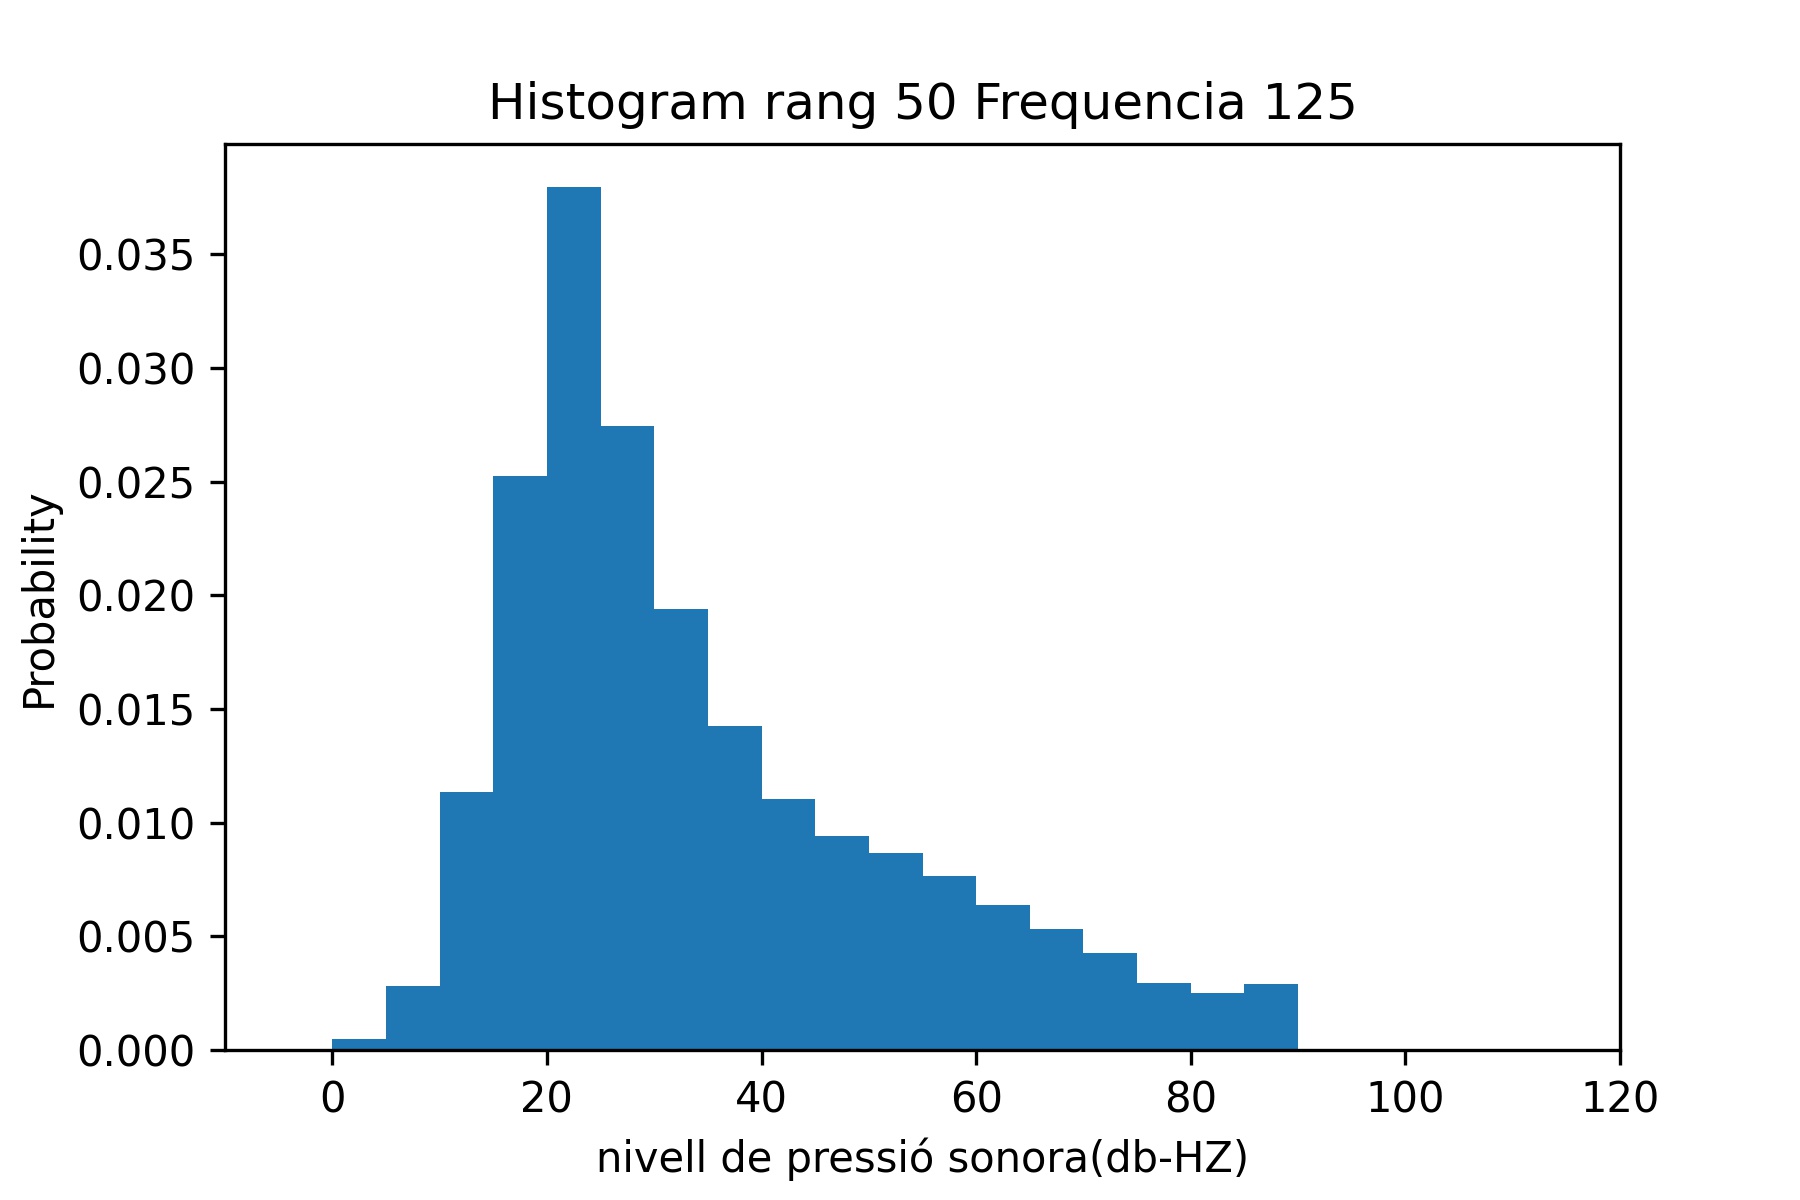 Histogram rang 50 Frequencia 125
Probability
0.035
0.030
0.025
0.020
0.015
0.010
0.005
0.000
0 20 40 60 80 100 120
nivell de pressió sonora(db-HZ)